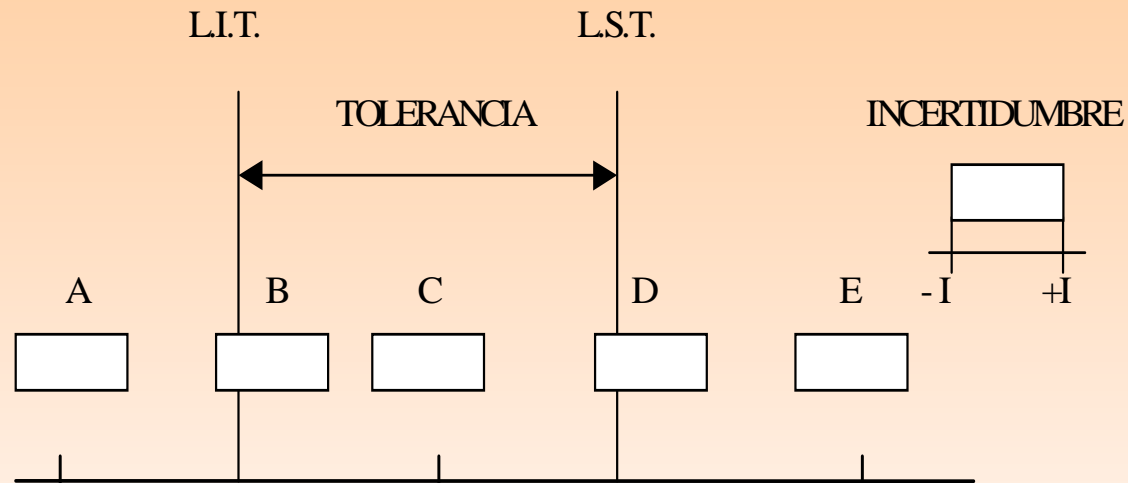 L.I.T. L.S.T.
TOLERANCIA INCERTIDUMBRE
A B C D E -I +I